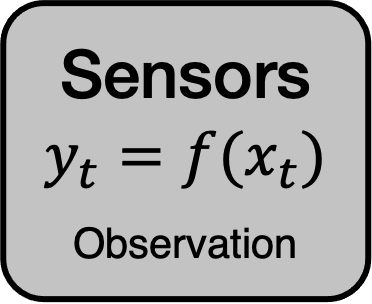 Sensors
y_t = f(x_t)
Observation